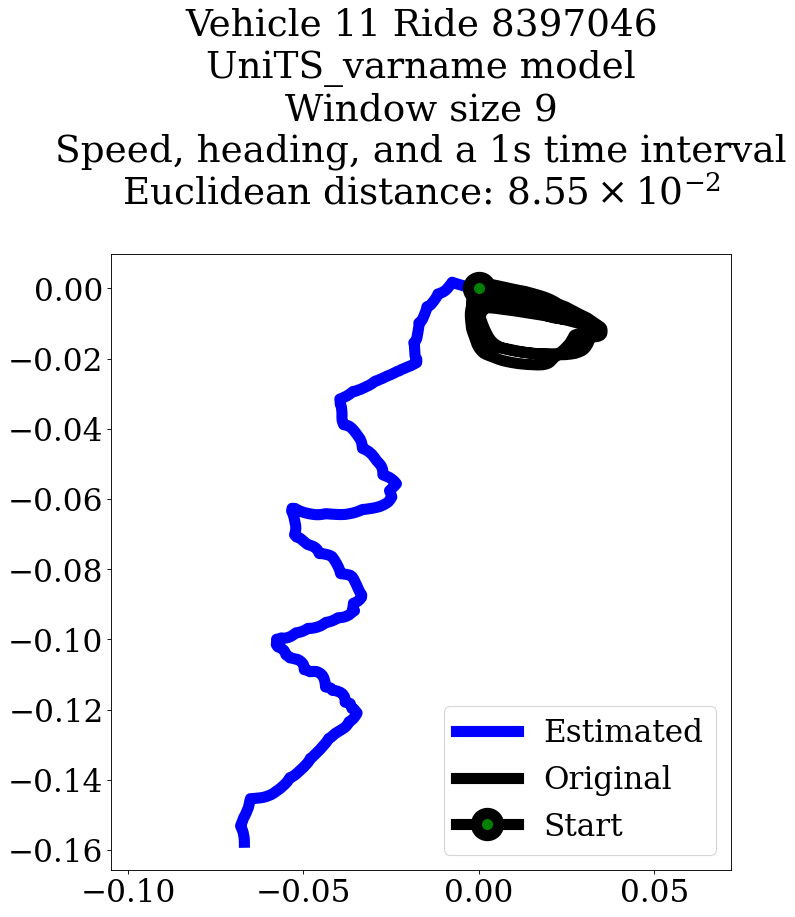 Vehicle 11 Ride 8397046
UniTS_varname model
Window size 9
Speed, heading, and a 1s time interval
Euclidean distance: 8.55 × 10⁻²
0.00
−0.02
−0.04
−0.06
−0.08
−0.10
−0.12
−0.14
−0.16
Estimated
Original
Start
−0.10 −0.05 0.00 0.05